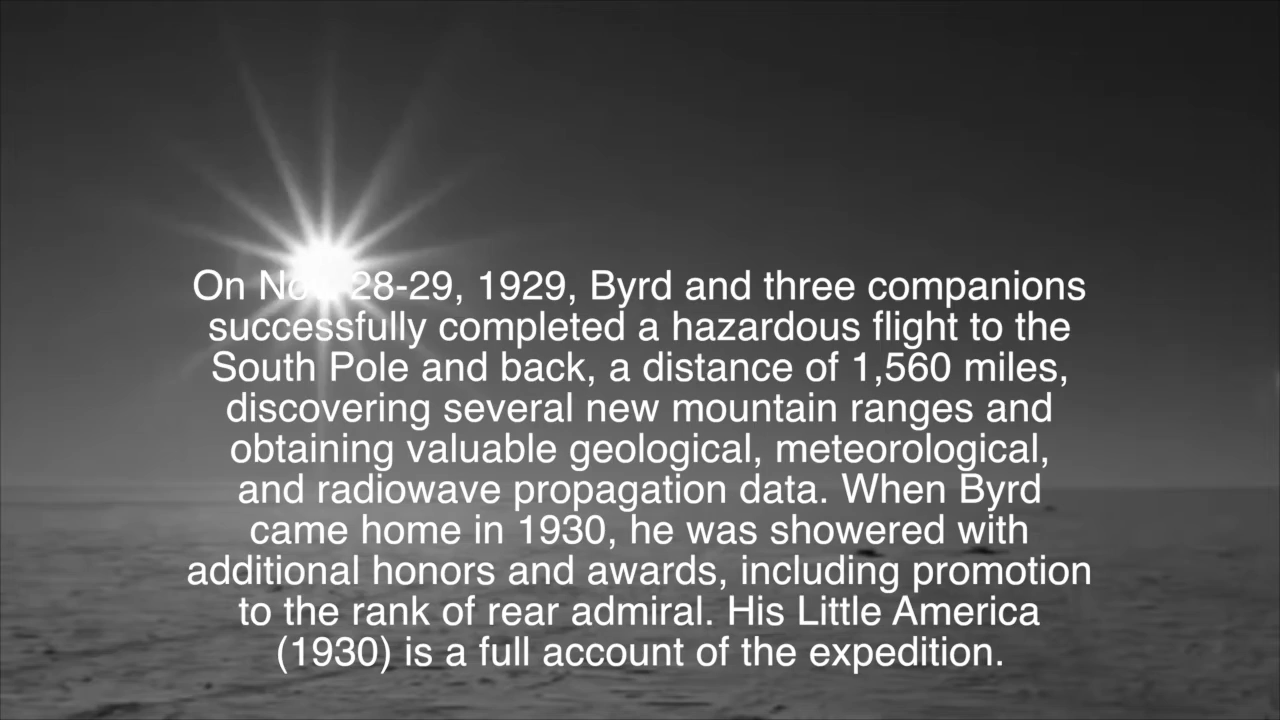 On Nov. 28-29, 1929, Byrd and three companions
successfully completed a hazardous flight to the
South Pole and back, a distance of 1,560 miles,
discovering several new mountain ranges and
obtaining valuable geological, meteorological,
and radiowave propagation data. When Byrd
came home in 1930, he was showered with
additional honors and awards, including promotion
to the rank of rear admiral. His Little America
(1930) is a full account of the expedition.